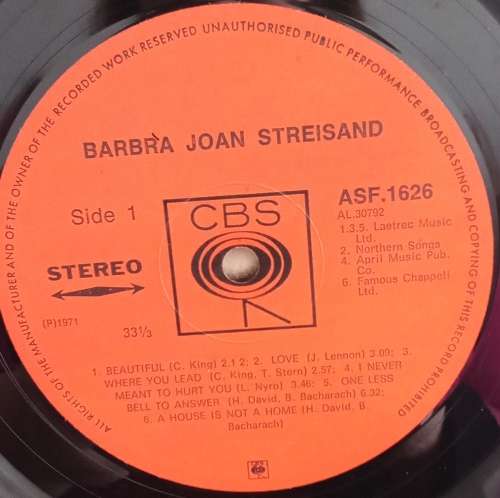 ALL RIGHTS OF THE MANUFACTURER AND OF THE OWNER OF THE RECORDED WORK RESERVED UNAUTHORISED PUBLIC PERFORMANCE BROADCASTING AND COPYING OF THIS RECORD PROHIBITED
BARBRA JOAN STREISAND
Side 1
CBS
ASF.1626
AL.30792
1.3.5. Laetrec Music
Ltd.
2. Northern Songs
4. April Music Pub.
Co.
6. Famous Chappell
Ltd.
STEREO
(P)1971
33⅓
1. BEAUTIFUL (C. King) 2.12; 2. LOVE (J. Lennon) 3.09; 3.
WHERE YOU LEAD (C. King, T. Stern) 2.57; 4. I NEVER
MEANT TO HURT YOU (L. Nyro) 3.46; 5. ONE LESS
BELL TO ANSWER (H. David, B. Bacharach) 6.32;
6. A HOUSE IS NOT A HOME (H. David, B
Bacharach)
CBS